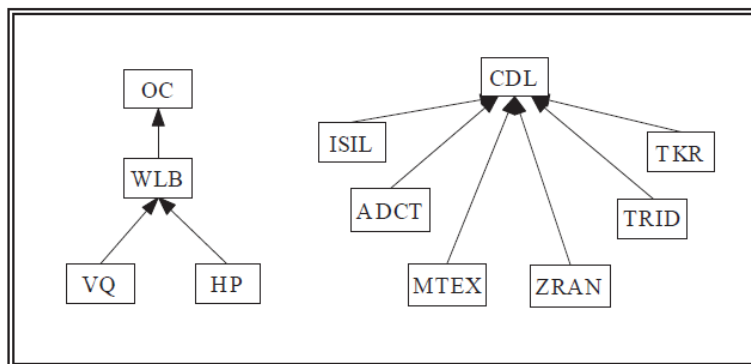 OC
WLB
VQ
HP
CDL
ISIL
TKR
ADCT
TRID
MTEX
ZRAN